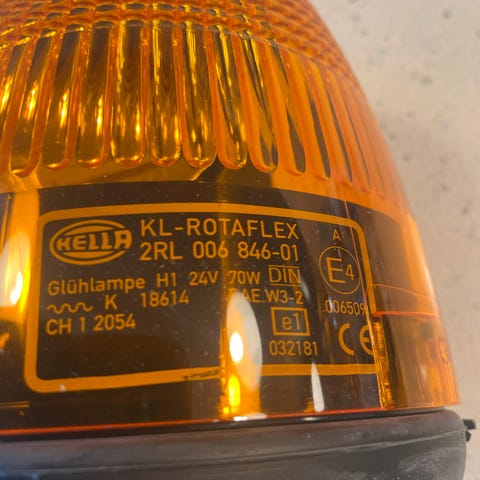 HELLA
KL-ROTAFLEX
2RL 006 846-01
Glühlampe H1 24V 70W DIN
K 18614
CH 1 2054
A
E4
e1
032181
CE